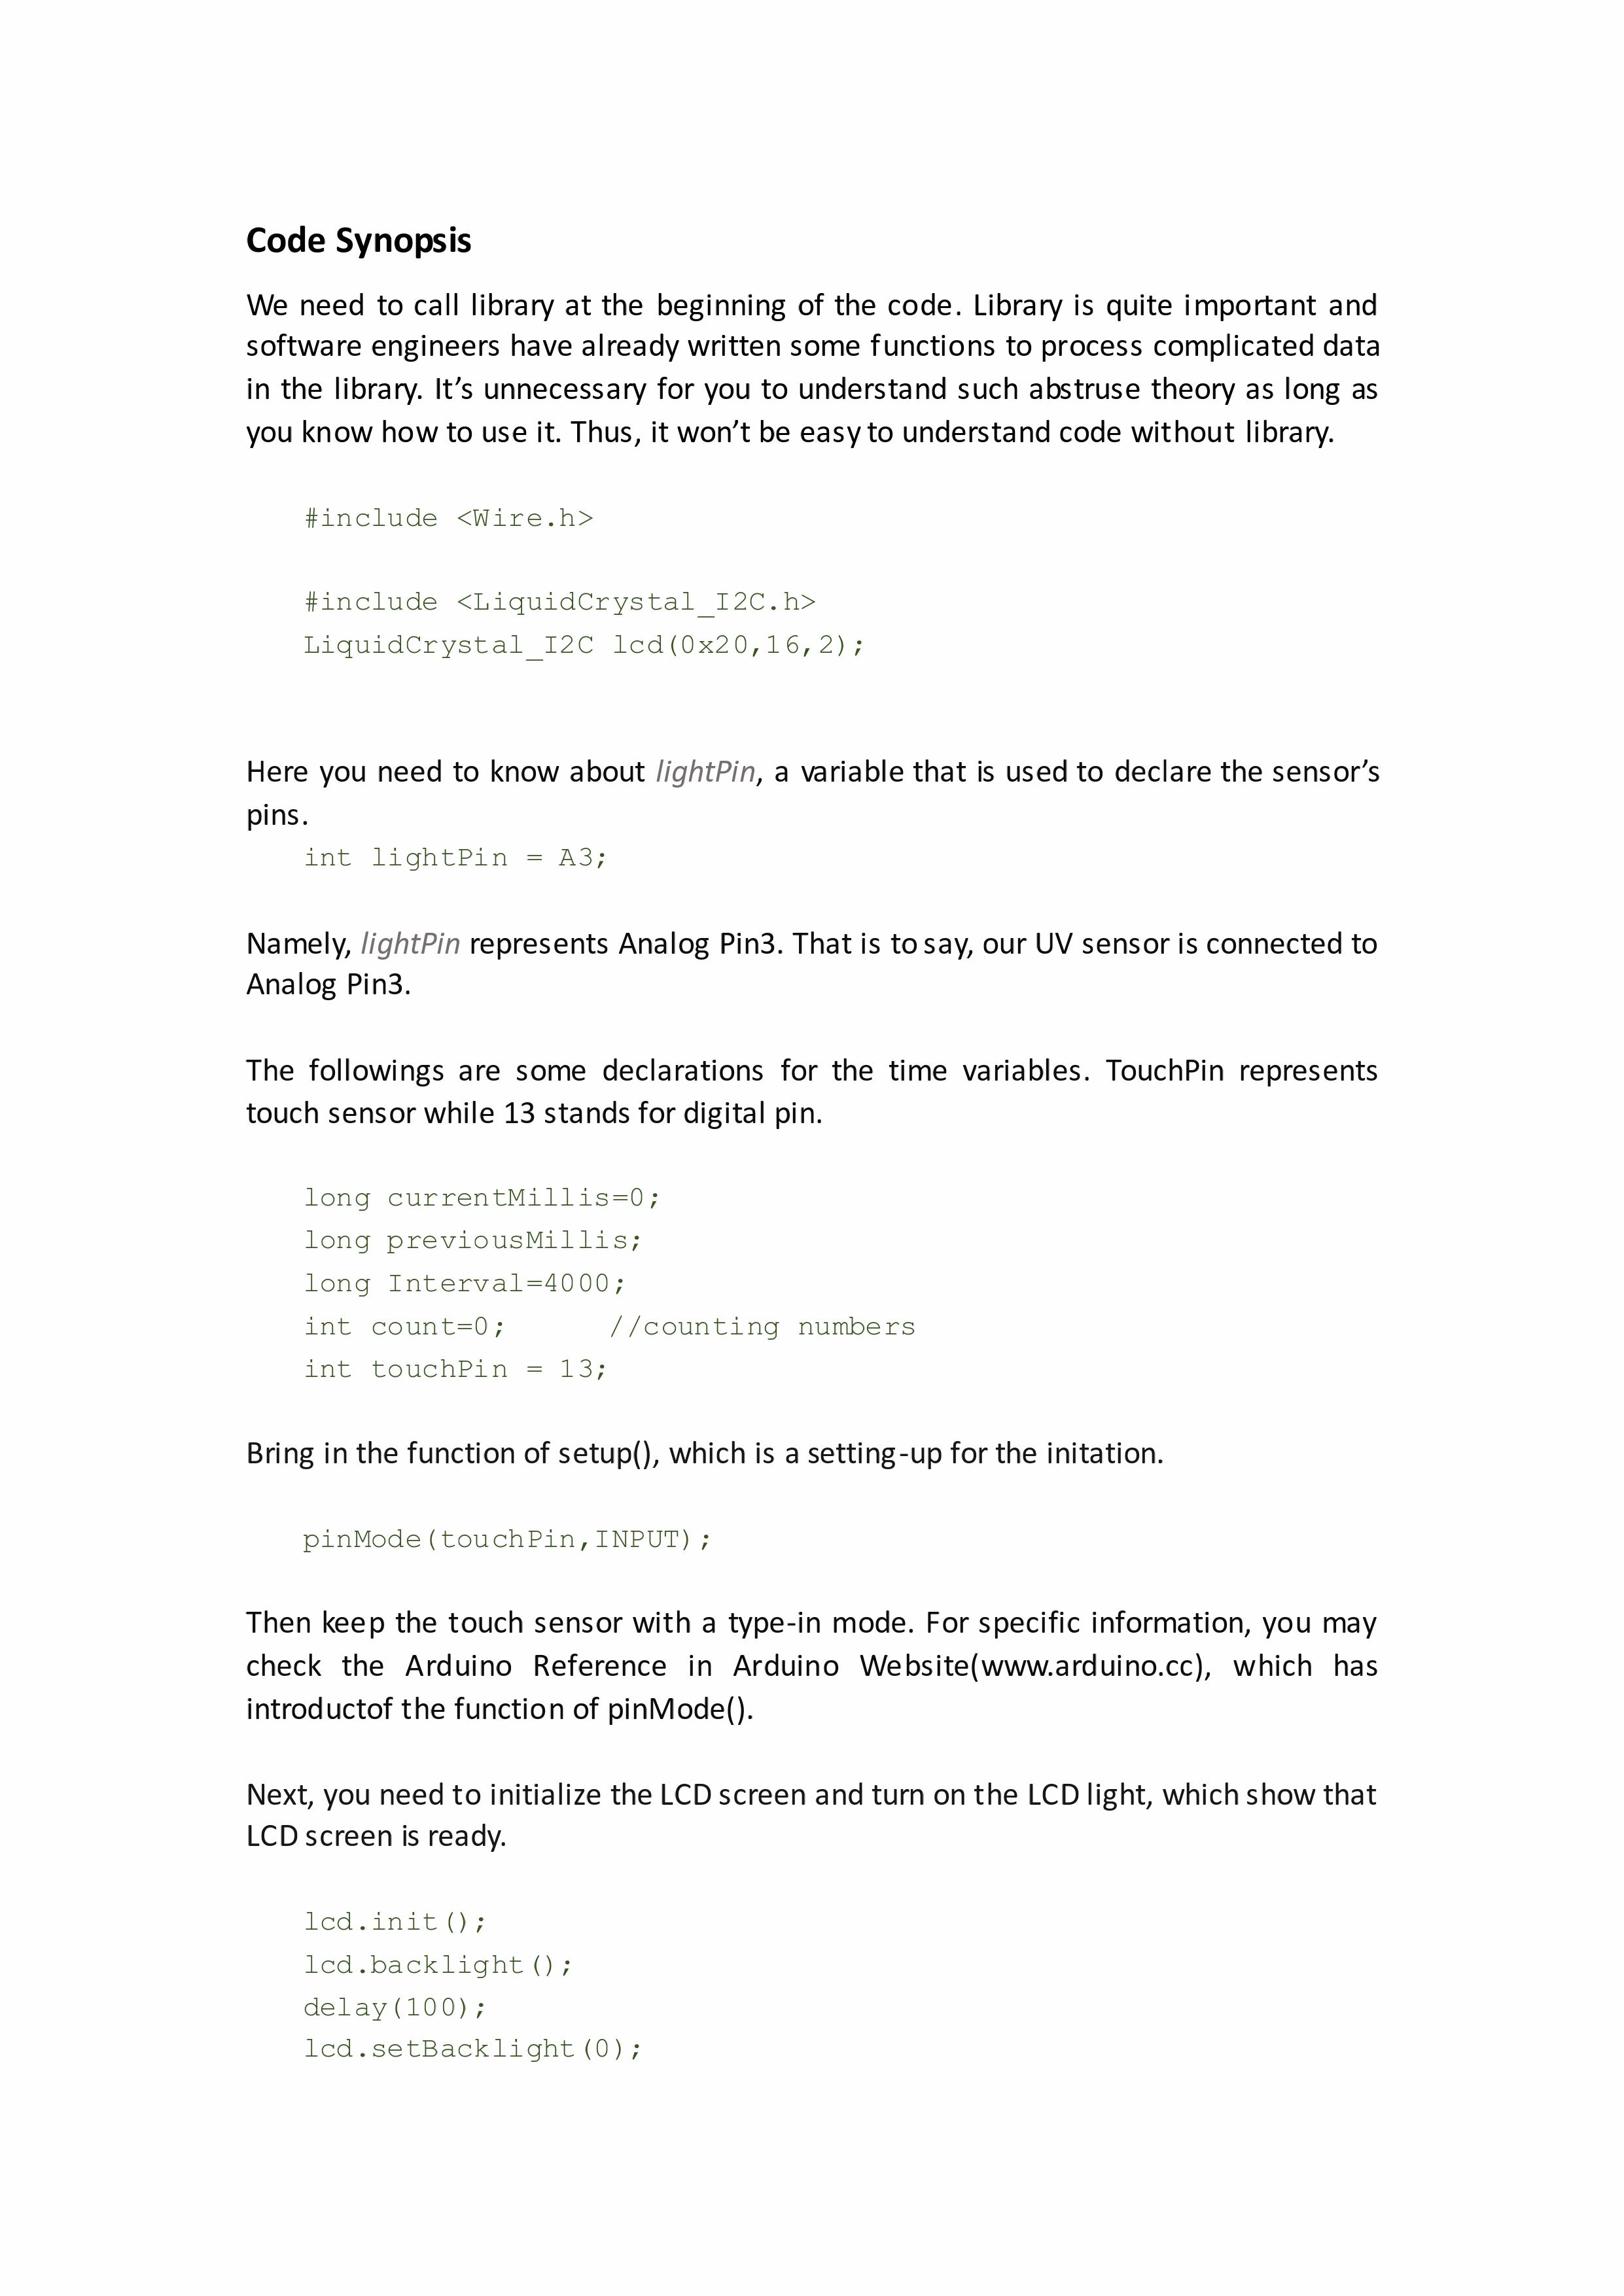 Code Synopsis
We need to call library at the beginning of the code. Library is quite important and
software engineers have already written some functions to process complicated data
in the library. It’s unnecessary for you to understand such abstruse theory as long as
you know how to use it. Thus, it won’t be easy to understand code without library.
#include <Wire.h>
#include <LiquidCrystal_I2C.h>
LiquidCrystal_I2C lcd(0x20,16,2);
Here you need to know about lightPin, a variable that is used to declare the sensor’s
pins.
int lightPin = A3;
Namely, lightPin represents Analog Pin3. That is to say, our UV sensor is connected to
Analog Pin3.
The followings are some declarations for the time variables. TouchPin represents
touch sensor while 13 stands for digital pin.
long currentMillis=0;
long previousMillis;
long Interval=4000;
int count=0;      //counting numbers
int touchPin = 13;
Bring in the function of setup(), which is a setting-up for the initation.
pinMode(touchPin,INPUT);
Then keep the touch sensor with a type-in mode. For specific information, you may
check the Arduino Reference in Arduino Website(www.arduino.cc), which has
introductof the function of pinMode().
Next, you need to initialize the LCD screen and turn on the LCD light, which show that
LCD screen is ready.
lcd.init();
lcd.backlight();
delay(100);
lcd.setBacklight(0);